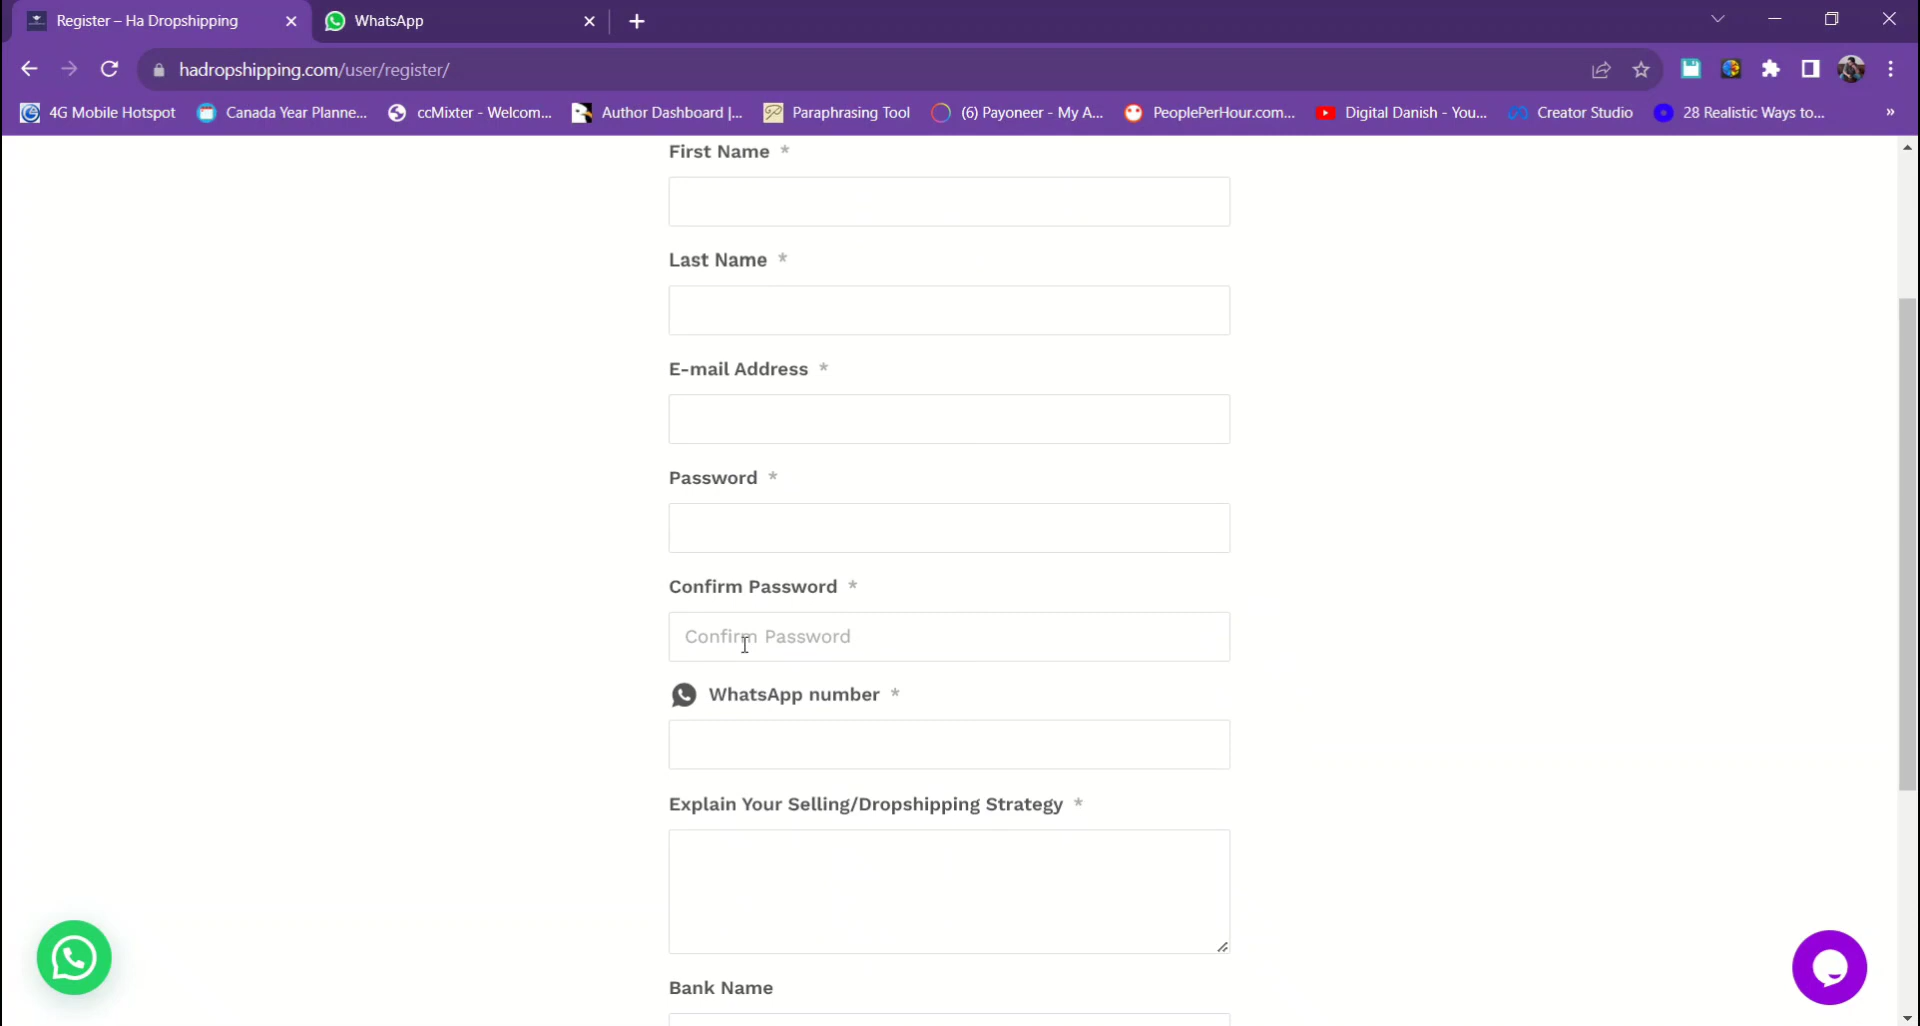 Register – Ha Dropshipping
WhatsApp
hadropshipping.com/user/register/
4G Mobile Hotspot
Canada Year Planne...
ccMixter - Welcom...
Author Dashboard |...
Paraphrasing Tool
(6) Payoneer - My A...
PeoplePerHour.com...
Digital Danish - You...
Creator Studio
28 Realistic Ways to...
»
First Name *
Last Name *
E-mail Address *
Password *
Confirm Password *
Confirm Password
WhatsApp number *
Explain Your Selling/Dropshipping Strategy *
Bank Name